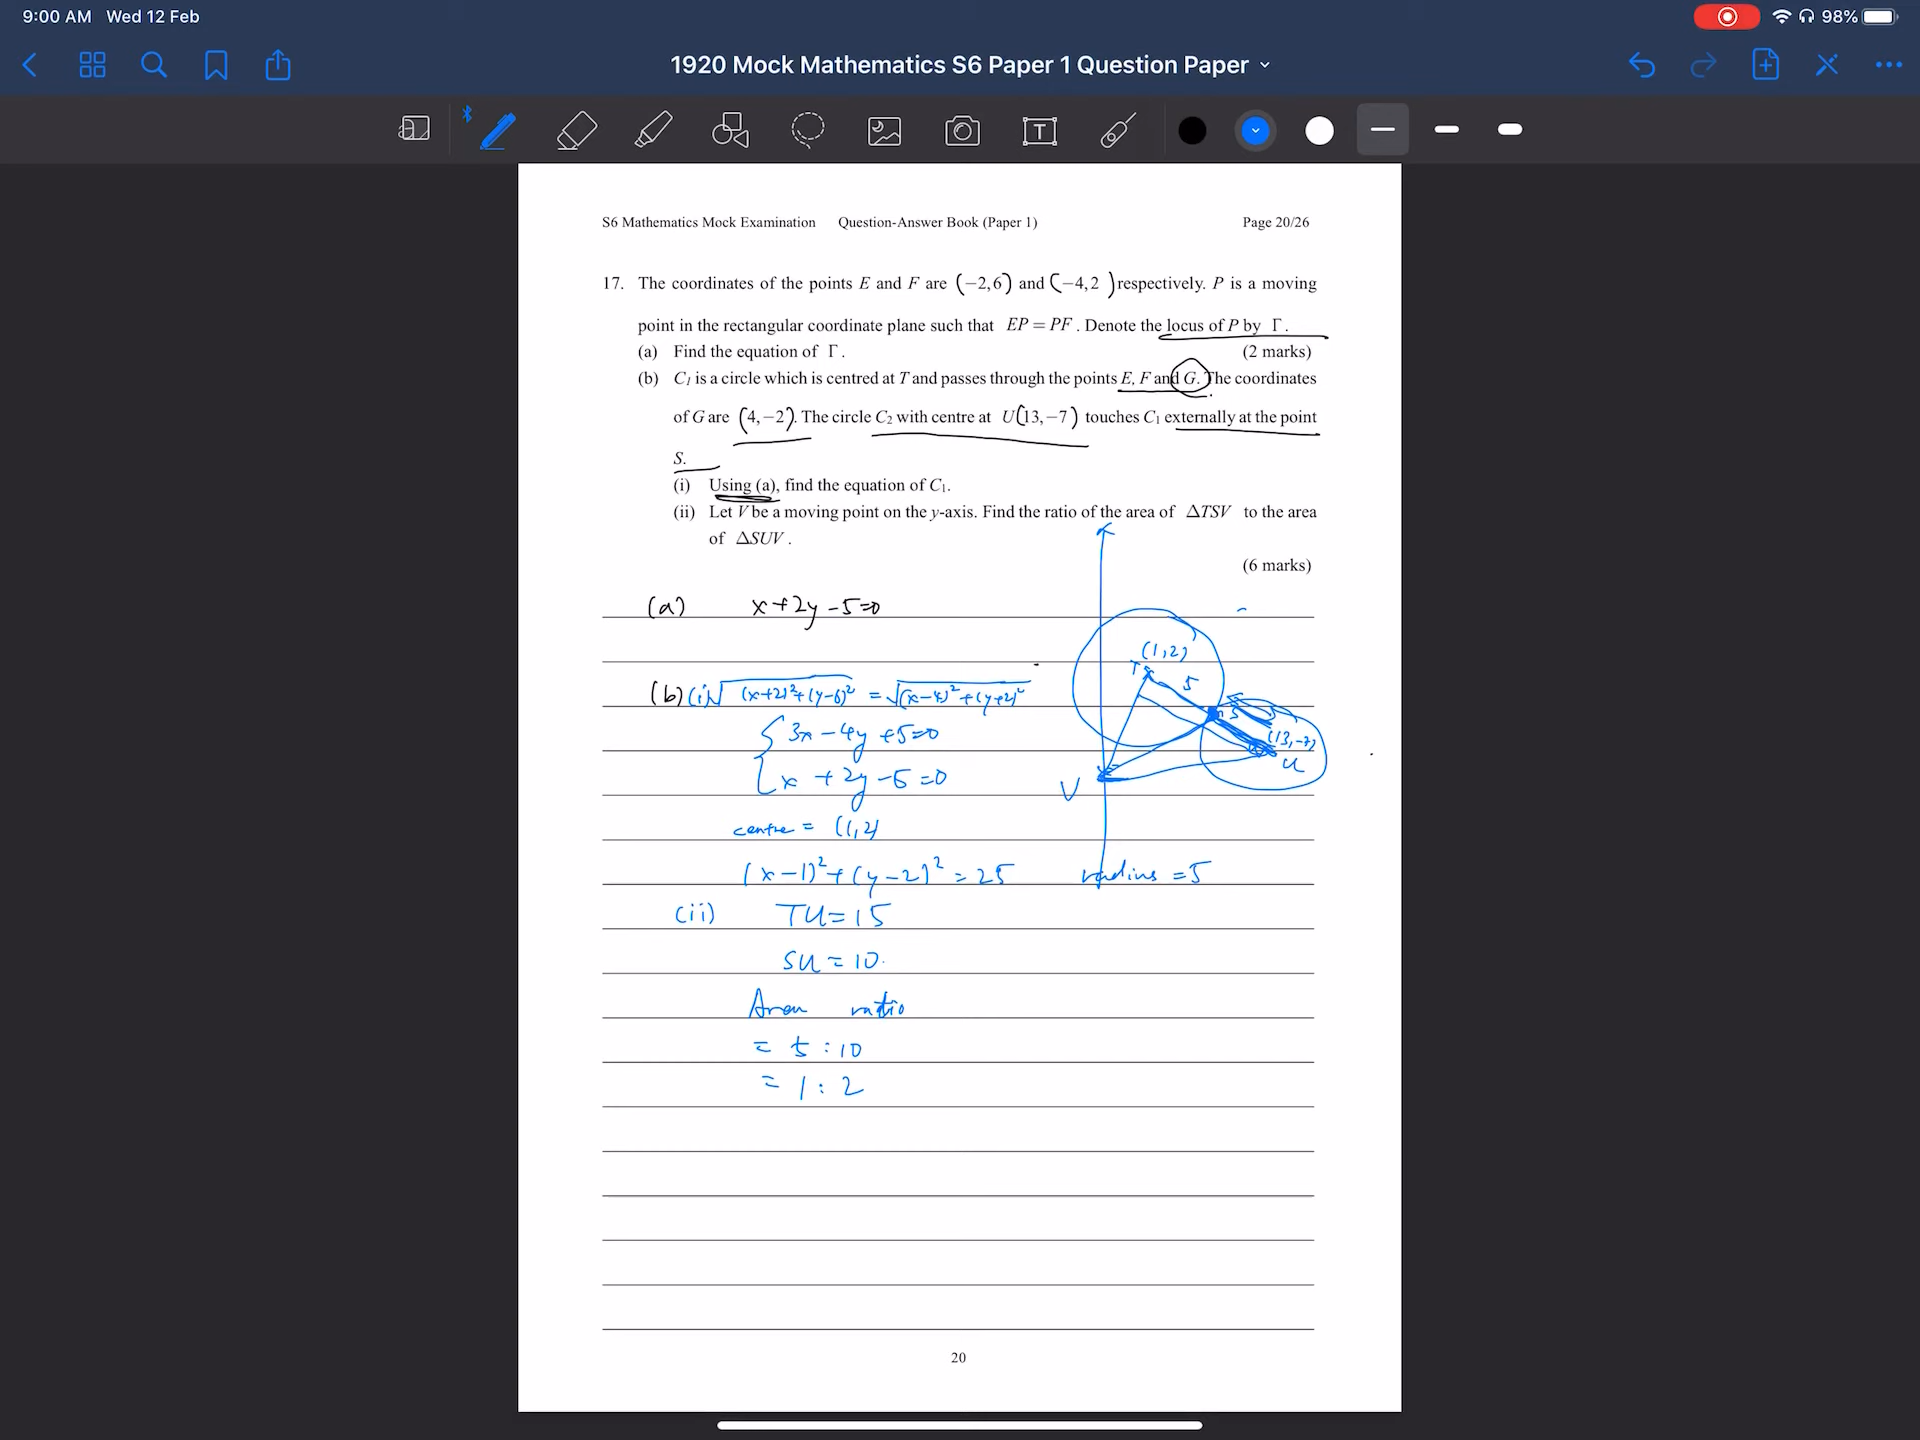 9:00 AM Wed 12 Feb
98%
1920 Mock Mathematics S6 Paper 1 Question Paper
S6 Mathematics Mock Examination Question-Answer Book (Paper 1) Page 20/26
17. The coordinates of the points E and F are (−2,6) and (−4,2) respectively. P is a moving
point in the rectangular coordinate plane such that EP = PF. Denote the locus of P by Γ.
(a) Find the equation of Γ. (2 marks)
(b) C₁ is a circle which is centred at T and passes through the points E, F and G. The coordinates
of G are (4,−2). The circle C₂ with centre at U(13,−7) touches C₁ externally at the point
S.
(i) Using (a), find the equation of C₁.
(ii) Let V be a moving point on the y-axis. Find the ratio of the area of ΔTSV to the area
of ΔSUV.
(6 marks)
(a) x+2y−5=0
(1,2)
T
5
S
(13,−7)
U
V
(b)(i) √(x+2)²+(y−6)² = √(x−4)²+(y+2)²
3x−4y+5=0
x+2y−5=0
centre = (1,2)
(x−1)²+(y−2)²=25 radius =5
(ii) TU=15
SU=10.
Area ratio
= 5:10
= 1:2
20